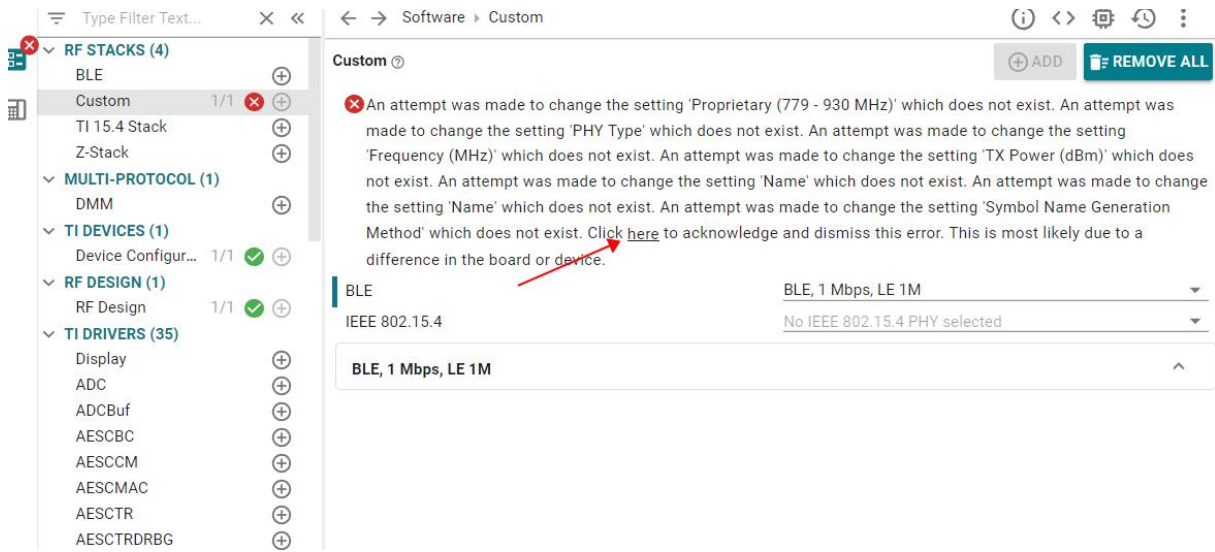 Type Filter Text...
Software Custom
RF STACKS (4)
BLE
Custom 1/1
TI 15.4 Stack
Z-Stack
MULTI-PROTOCOL (1)
DMM
TI DEVICES (1)
Device Configur... 1/1
RF DESIGN (1)
RF Design 1/1
TI DRIVERS (35)
Display
ADC
ADCBuf
AESCBC
AESCCM
AESCMAC
AESCTR
AESCTRDRBG
Custom
ADD
REMOVE ALL
An attempt was made to change the setting 'Proprietary (779 - 930 MHz)' which does not exist. An attempt was
made to change the setting 'PHY Type' which does not exist. An attempt was made to change the setting
'Frequency (MHz)' which does not exist. An attempt was made to change the setting 'TX Power (dBm)' which does
not exist. An attempt was made to change the setting 'Name' which does not exist. An attempt was made to change
the setting 'Name' which does not exist. An attempt was made to change the setting 'Symbol Name Generation
Method' which does not exist. Click here to acknowledge and dismiss this error. This is most likely due to a
difference in the board or device.
BLE BLE, 1 Mbps, LE 1M
IEEE 802.15.4 No IEEE 802.15.4 PHY selected
BLE, 1 Mbps, LE 1M